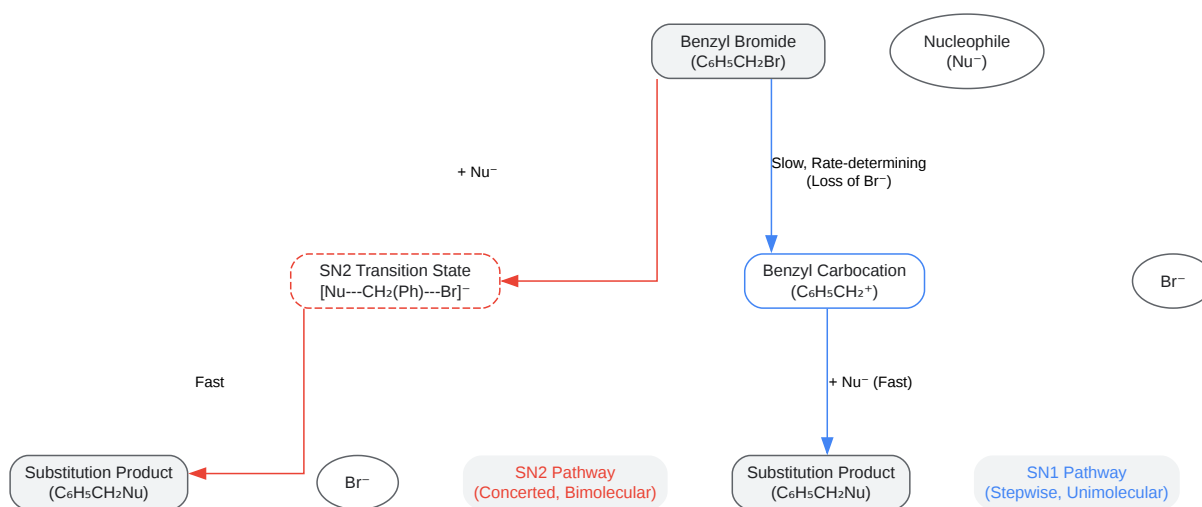 Benzyl Bromide
(C₆H₅CH₂Br)
Nucleophile
(Nu⁻)
+ Nu⁻
Slow, Rate-determining
(Loss of Br⁻)
SN2 Transition State
[Nu---CH₂(Ph)---Br]⁻
Benzyl Carbocation
(C₆H₅CH₂⁺)
Br⁻
Fast
+ Nu⁻ (Fast)
Substitution Product
(C₆H₅CH₂Nu)
Br⁻
SN2 Pathway
(Concerted, Bimolecular)
Substitution Product
(C₆H₅CH₂Nu)
SN1 Pathway
(Stepwise, Unimolecular)